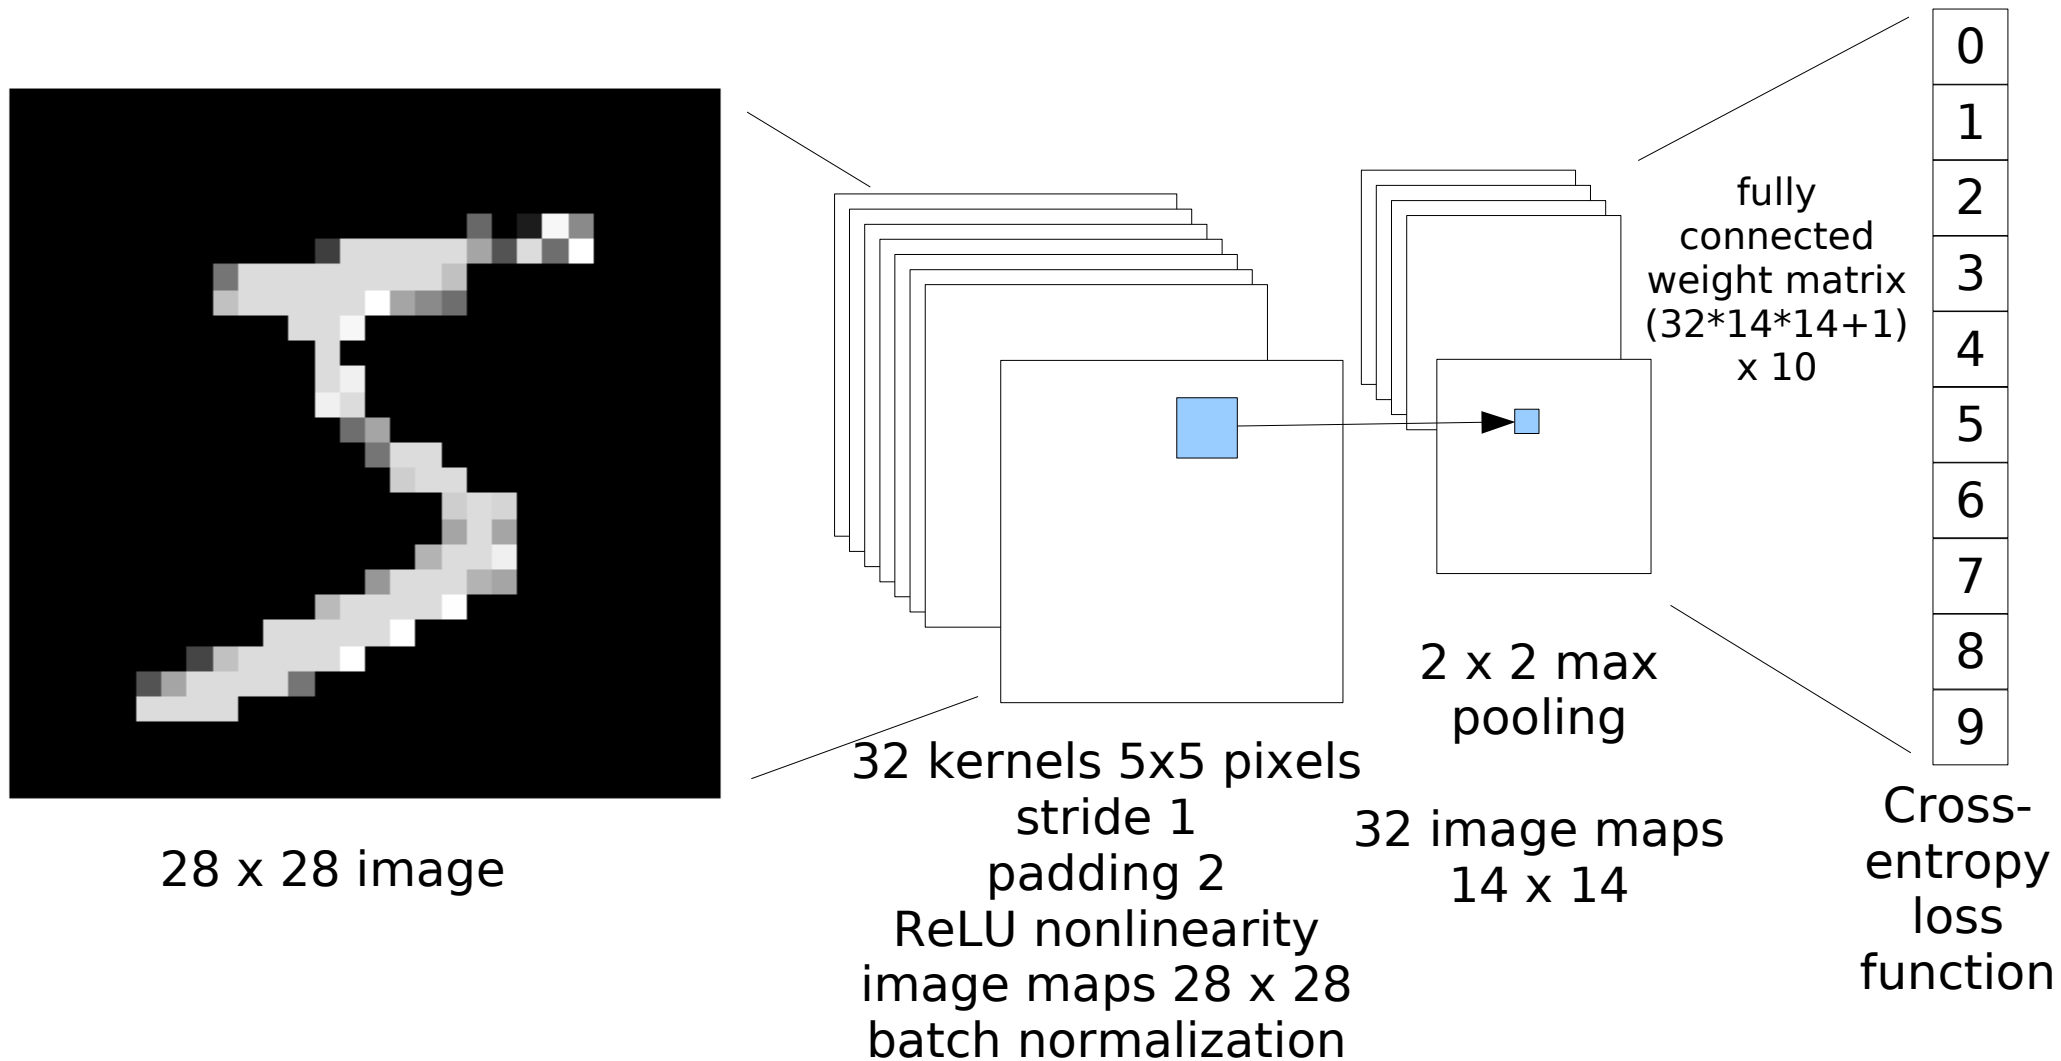 28 x 28 image
32 kernels 5x5 pixels
stride 1
padding 2
ReLU nonlinearity
image maps 28 x 28
batch normalization
2 x 2 max
pooling
32 image maps
14 x 14
fully
connected
weight matrix
(32*14*14+1)
x 10
0
1
2
3
4
5
6
7
8
9
Cross-
entropy
loss
function